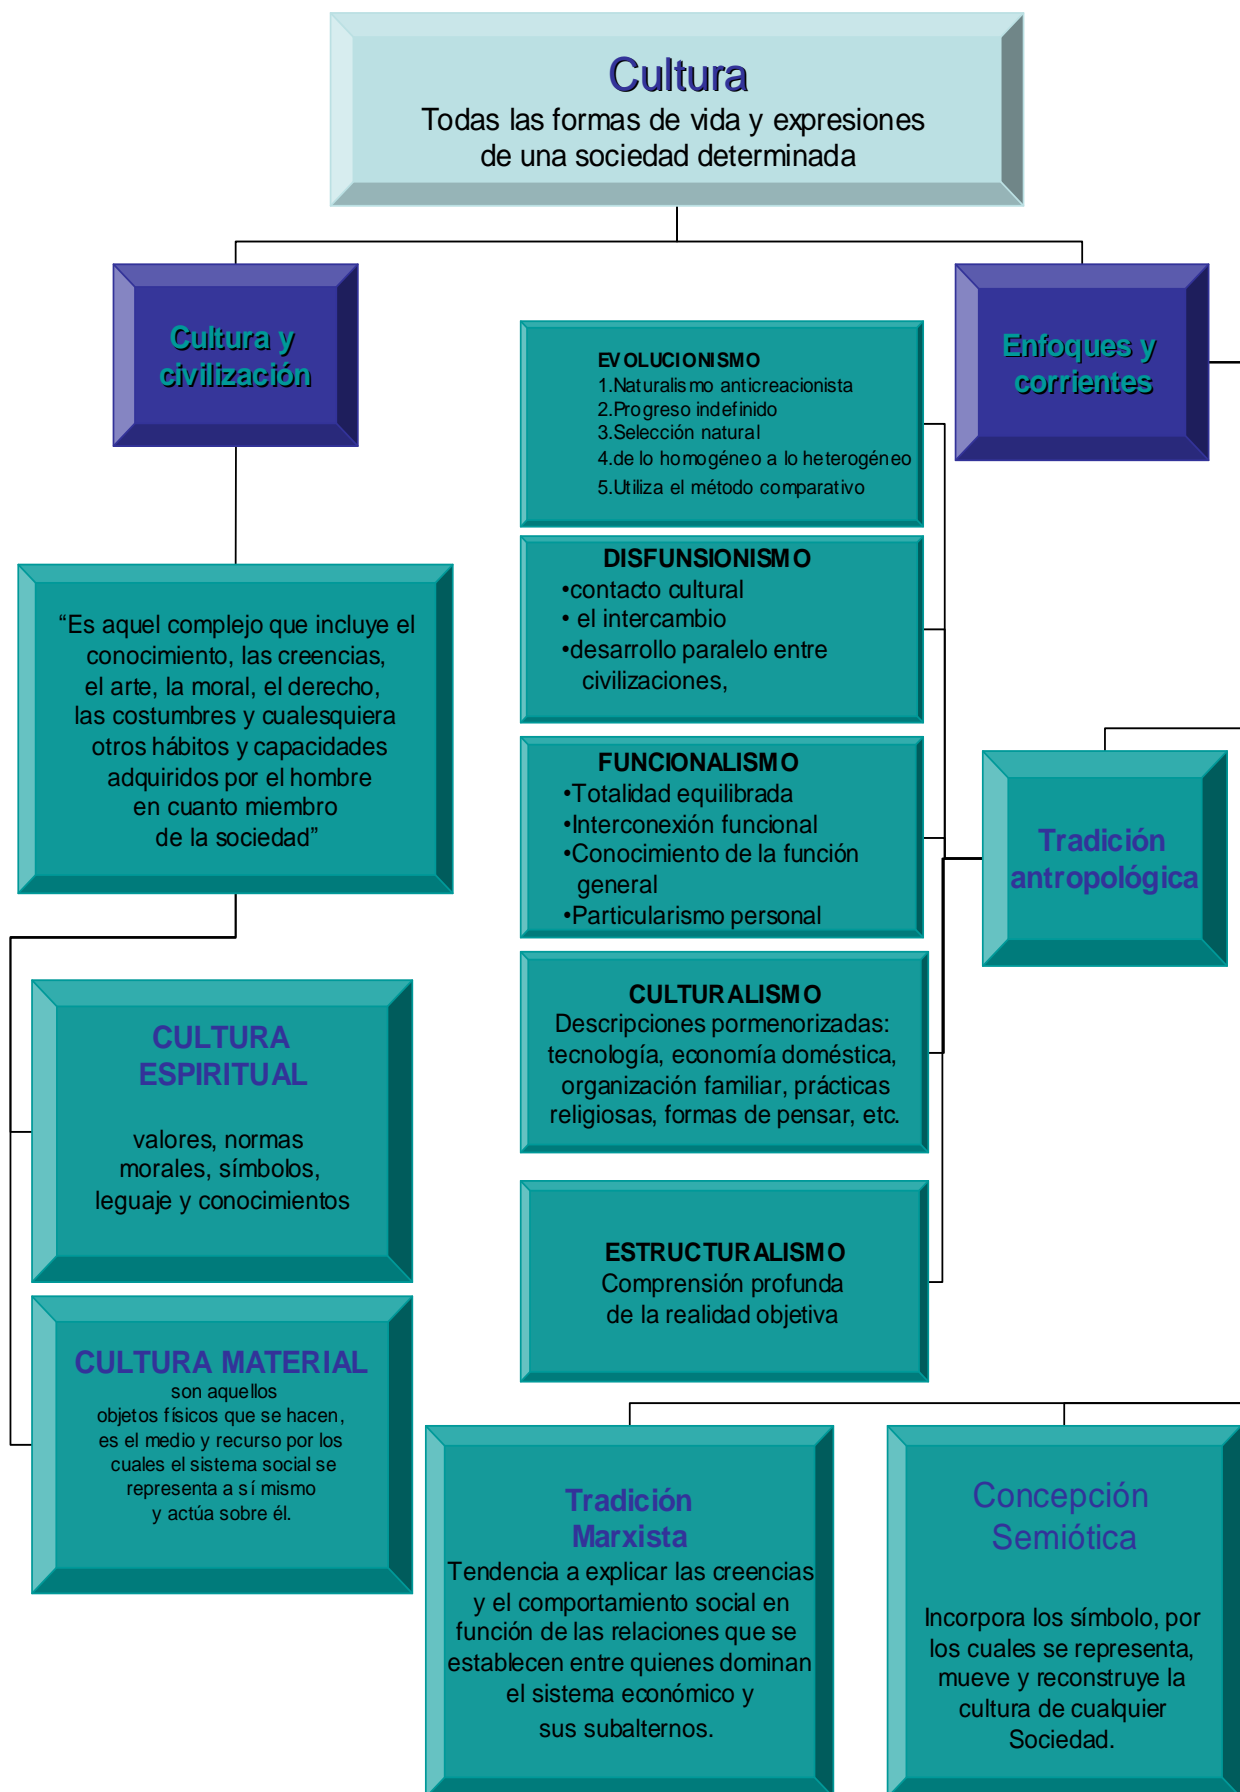 Cultura
Todas las formas de vida y expresiones
de una sociedad determinada
Cultura y
civilización
Enfoques y
corrientes
EVOLUCIONISMO
1.Naturalismo anticreacionista
2.Progreso indefinido
3.Selección natural
4.de lo homogéneo a lo heterogéneo
5.Utiliza el método comparativo
DISFUNSIONISMO
•contacto cultural
• el intercambio
•desarrollo paralelo entre
civilizaciones,
“Es aquel complejo que incluye el
conocimiento, las creencias,
el arte, la moral, el derecho,
las costumbres y cualesquiera
otros hábitos y capacidades
adquiridos por el hombre
en cuanto miembro
de la sociedad”
FUNCIONALISMO
•Totalidad equilibrada
•Interconexión funcional
•Conocimiento de la función
general
•Particularismo personal
Tradición
antropológica
CULTURALISMO
Descripciones pormenorizadas:
tecnología, economía doméstica,
organización familiar, prácticas
religiosas, formas de pensar, etc.
CULTURA
ESPIRITUAL
valores, normas
morales, símbolos,
leguaje y conocimientos
ESTRUCTURALISMO
Comprensión profunda
de la realidad objetiva
CULTURA MATERIAL
son aquellos
objetos físicos que se hacen,
es el medio y recurso por los
cuales el sistema social se
representa a sí mismo
y actúa sobre él.
Tradición
Marxista
Tendencia a explicar las creencias
y el comportamiento social en
función de las relaciones que se
establecen entre quienes dominan
el sistema económico y
sus subalternos.
Concepción
Semiótica
Incorpora los símbolo, por
los cuales se representa,
mueve y reconstruye la
cultura de cualquier
Sociedad.